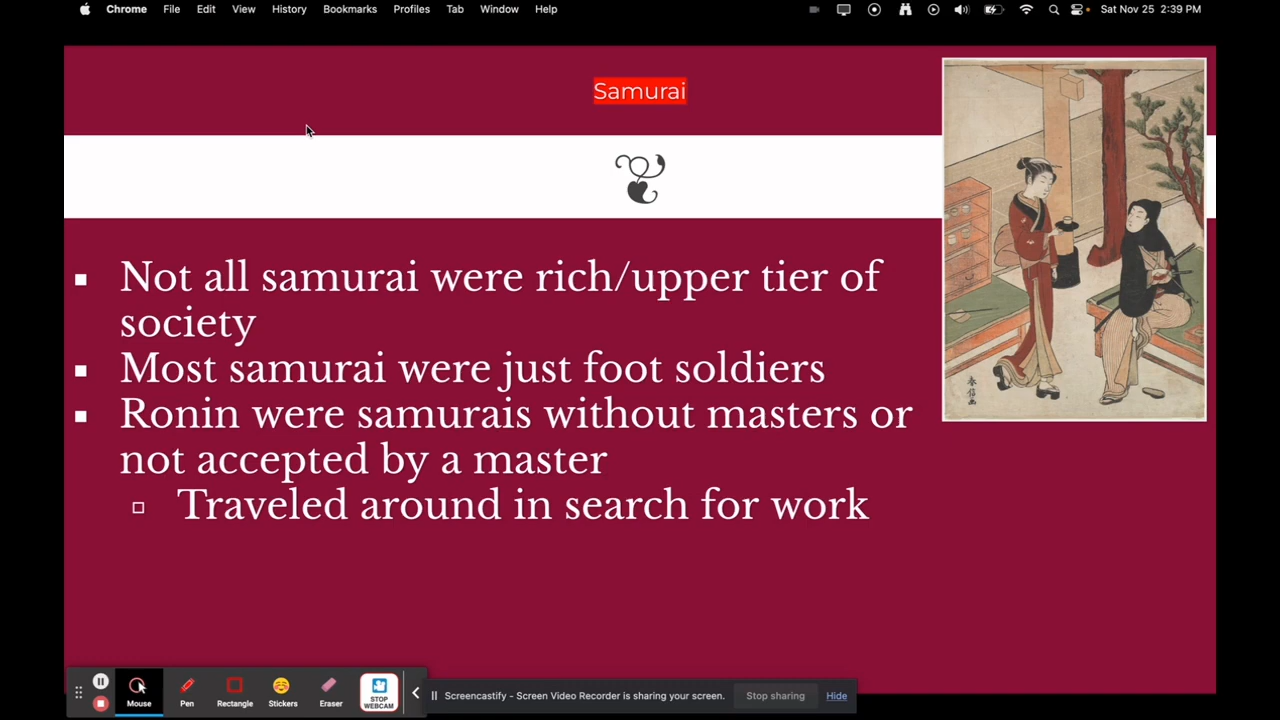 Chrome File Edit View History Bookmarks Profiles Tab Window Help Sat Nov 25 2:39 PM
Samurai
Not all samurai were rich/upper tier of
society
Most samurai were just foot soldiers
Ronin were samurais without masters or
not accepted by a master
Traveled around in search for work
春信画
Mouse Pen Rectangle Stickers Eraser STOP
WEBCAM
Screencastify - Screen Video Recorder is sharing your screen. Stop sharing Hide